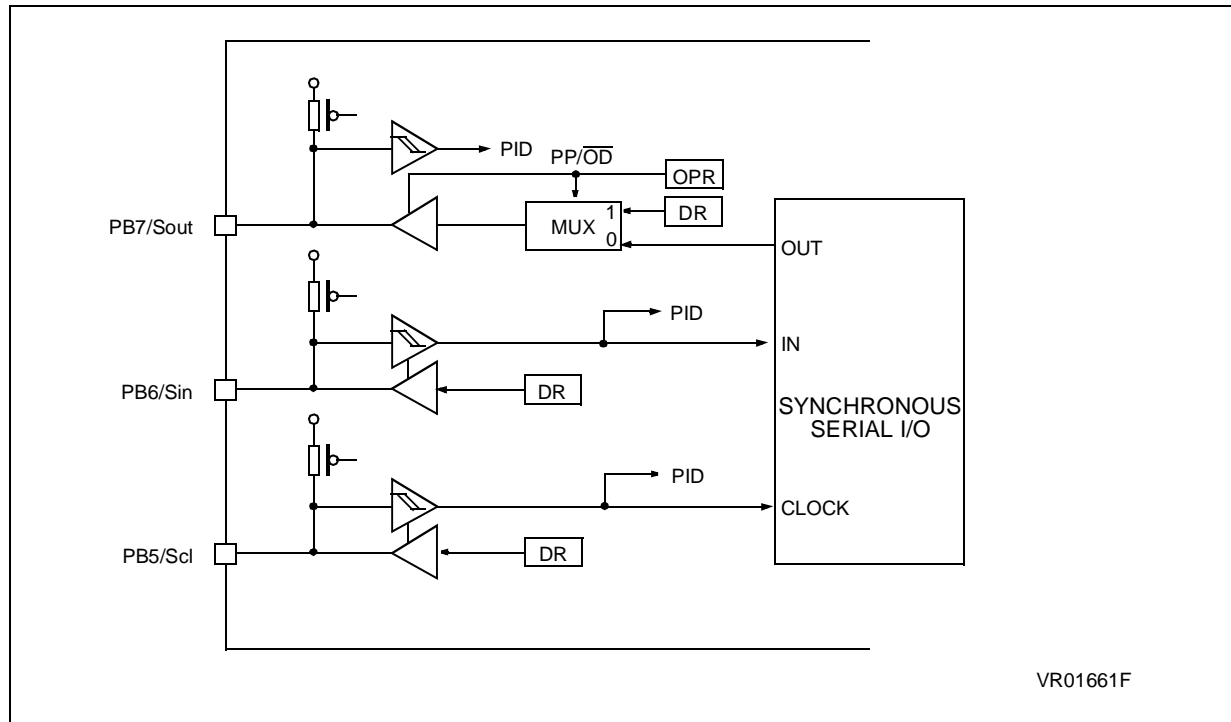 PID
PP/OD
OPR
PB7/Sout
MUX
1
0
DR
OUT
PID
IN
PB6/Sin
DR
SYNCHRONOUS
SERIAL I/O
PID
CLOCK
PB5/Scl
DR
VR01661F